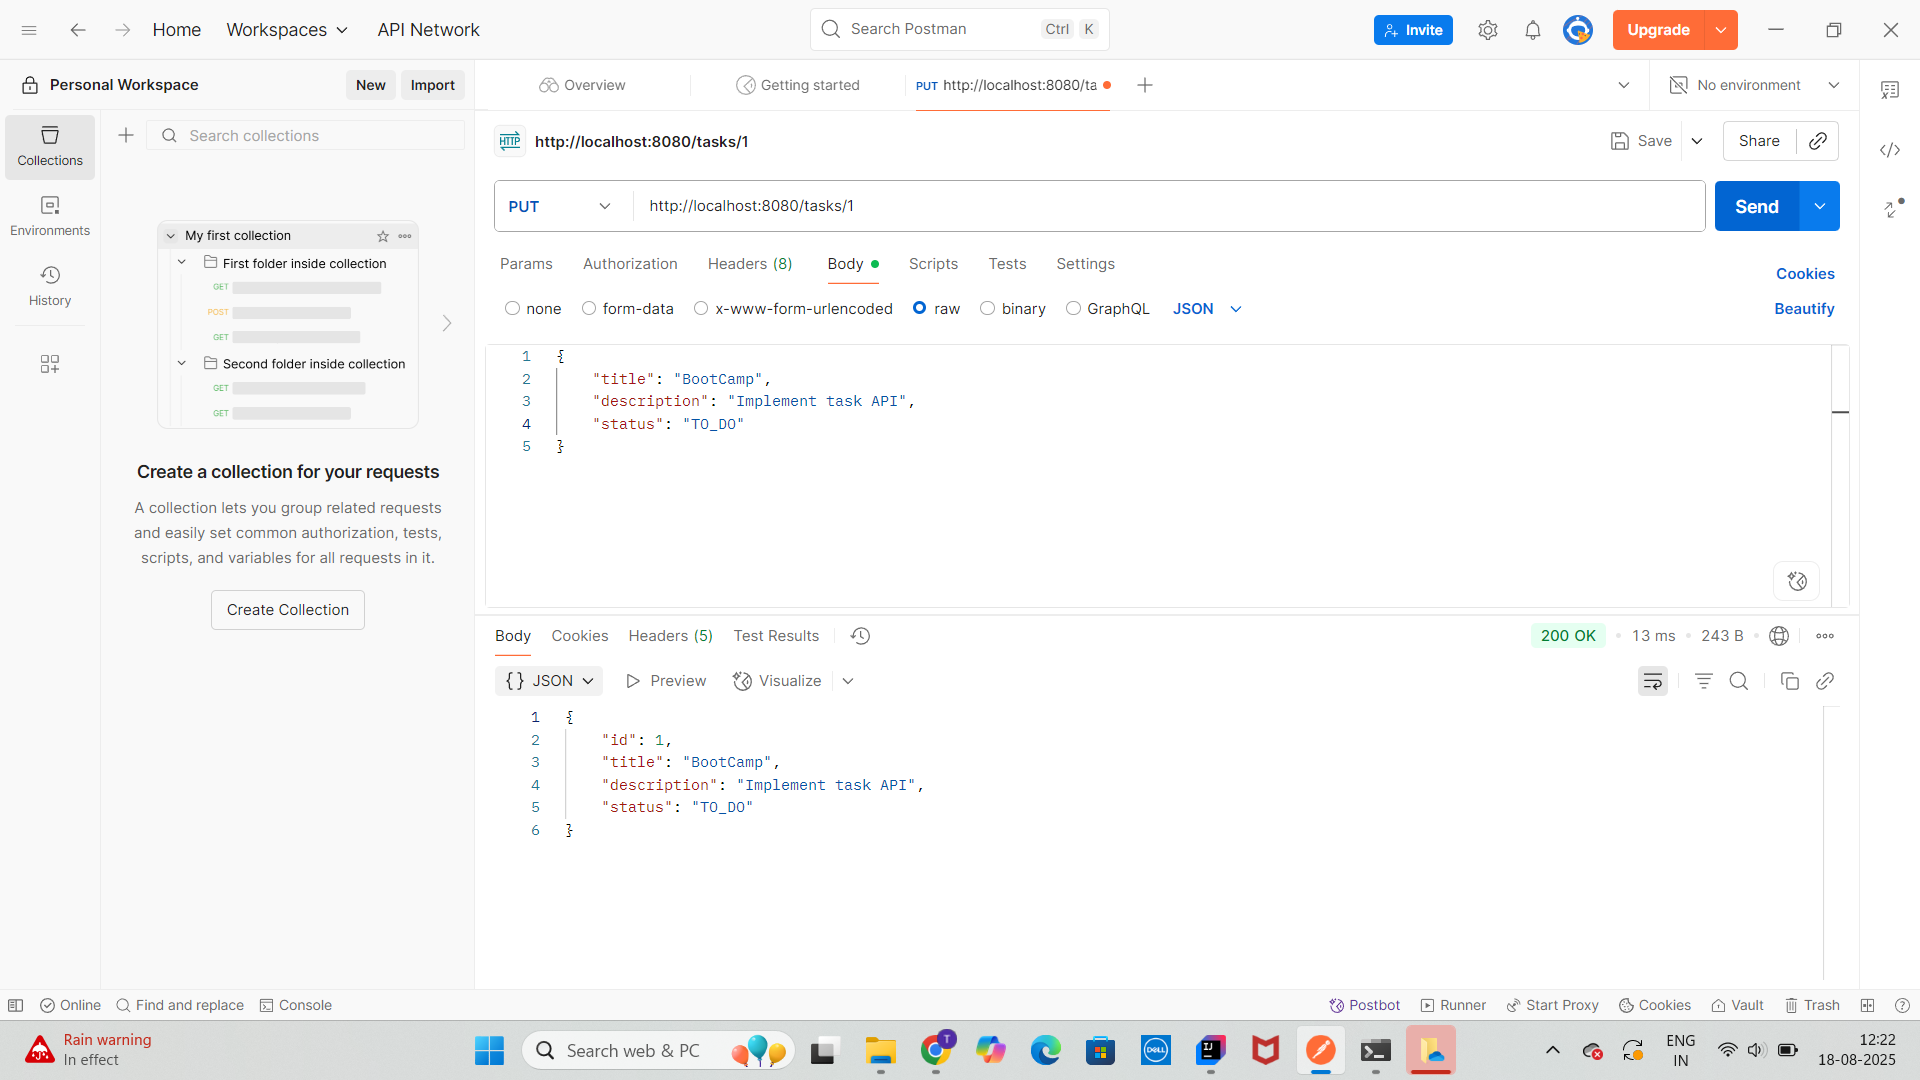 Home Workspaces API Network Search Postman Ctrl K Invite Upgrade
Personal Workspace New Import Overview Getting started PUT http://localhost:8080/ta No environment
Collections
Search collections
HTTP http://localhost:8080/tasks/1 Save Share
Environments
History
PUT http://localhost:8080/tasks/1 Send
My first collection
First folder inside collection
GET
POST
GET
Second folder inside collection
GET
GET
Create a collection for your requests
A collection lets you group related requests
and easily set common authorization, tests,
scripts, and variables for all requests in it.
Create Collection
Params Authorization Headers (8) Body Scripts Tests Settings Cookies
none form-data x-www-form-urlencoded raw binary GraphQL JSON Beautify
1 {
2 "title": "BootCamp",
3 "description": "Implement task API",
4 "status": "TO_DO"
5 }
Body Cookies Headers (5) Test Results 200 OK 13 ms 243 B
{} JSON Preview Visualize
1 {
2 "id": 1,
3 "title": "BootCamp",
4 "description": "Implement task API",
5 "status": "TO_DO"
6 }
Online Find and replace Console Postbot Runner Start Proxy Cookies Vault Trash
Rain warning
In effect
Search web & PC
T
DELL
IJ
ENG
IN
12:22
18-08-2025